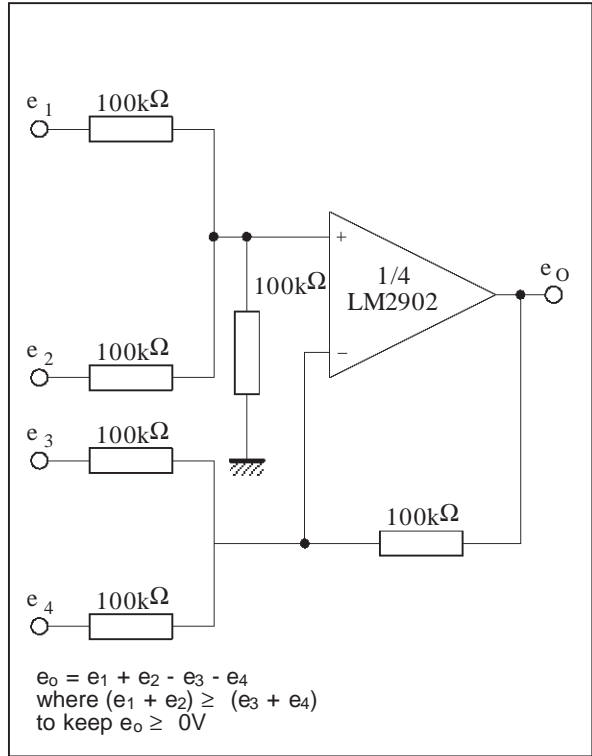 e1
100kΩ
100kΩ
1/4
LM2902
+
−
eO
e2
100kΩ
e3
100kΩ
100kΩ
e4
100kΩ
eo = e1 + e2 - e3 - e4
where (e1 + e2) ≥ (e3 + e4)
to keep eo ≥ 0V